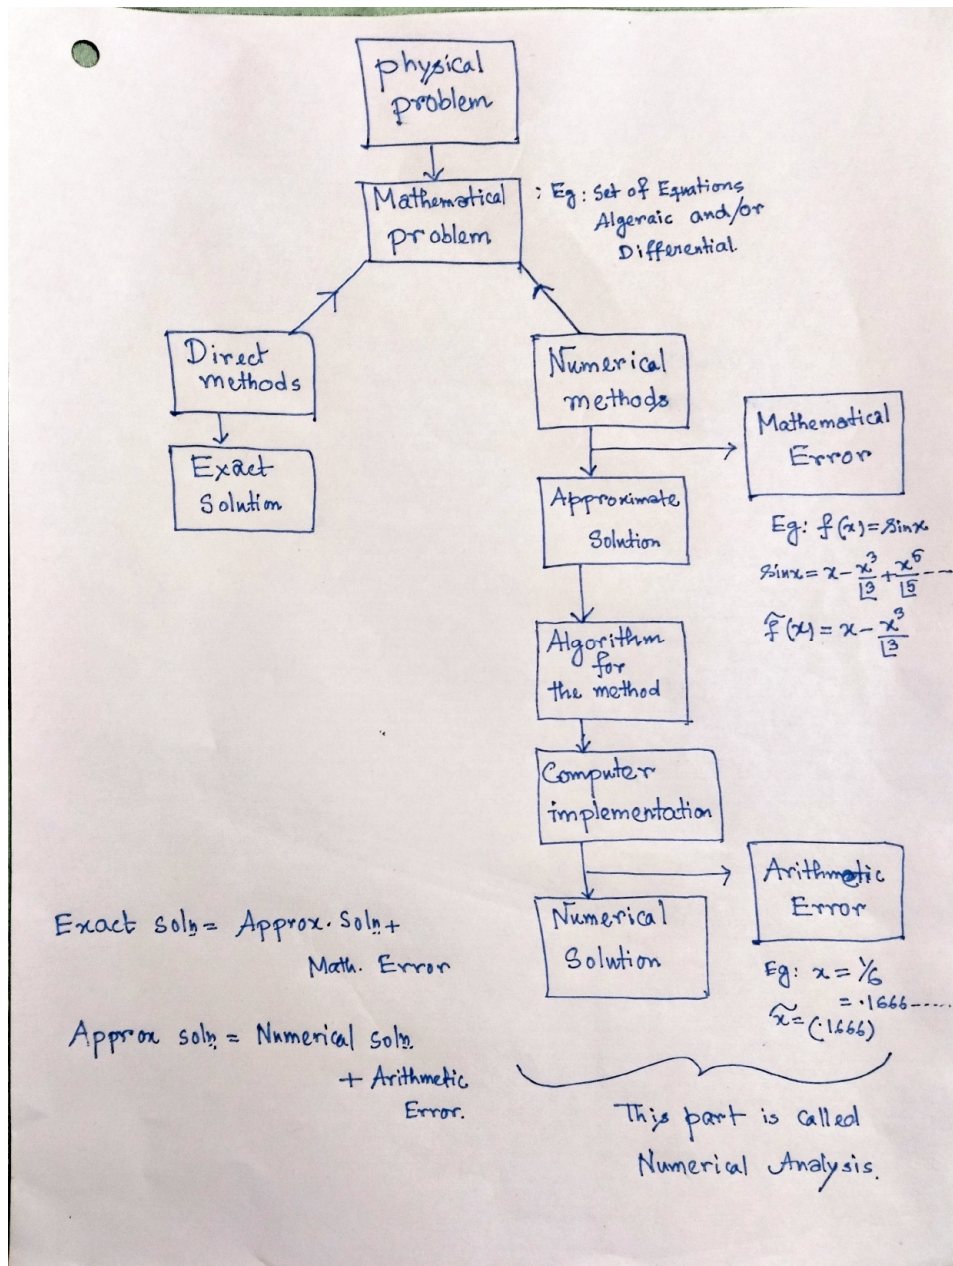 physical
problem
Mathematical
problem
: Eg: Set of Equations
Algeraic and/or
Differential.
Direct
methods
Exact
Solution
Numerical
methods
Mathematical
Error
Eg: f(x)=sinx
sinx = x - x³/⌊3 + x⁵/⌊5 ----
f̃(x) = x - x³/⌊3
Approximate
Solution
Algorithm
for
the method
Computer
implementation
Arithmetic
Error
Eg: x = 1/6
= .1666-----
x̃ = (.1666)
Numerical
Solution
Exact soln = Approx. Soln +
Math. Error
Approx soln = Numerical soln.
+ Arithmetic
Error.
This part is called
Numerical Analysis.